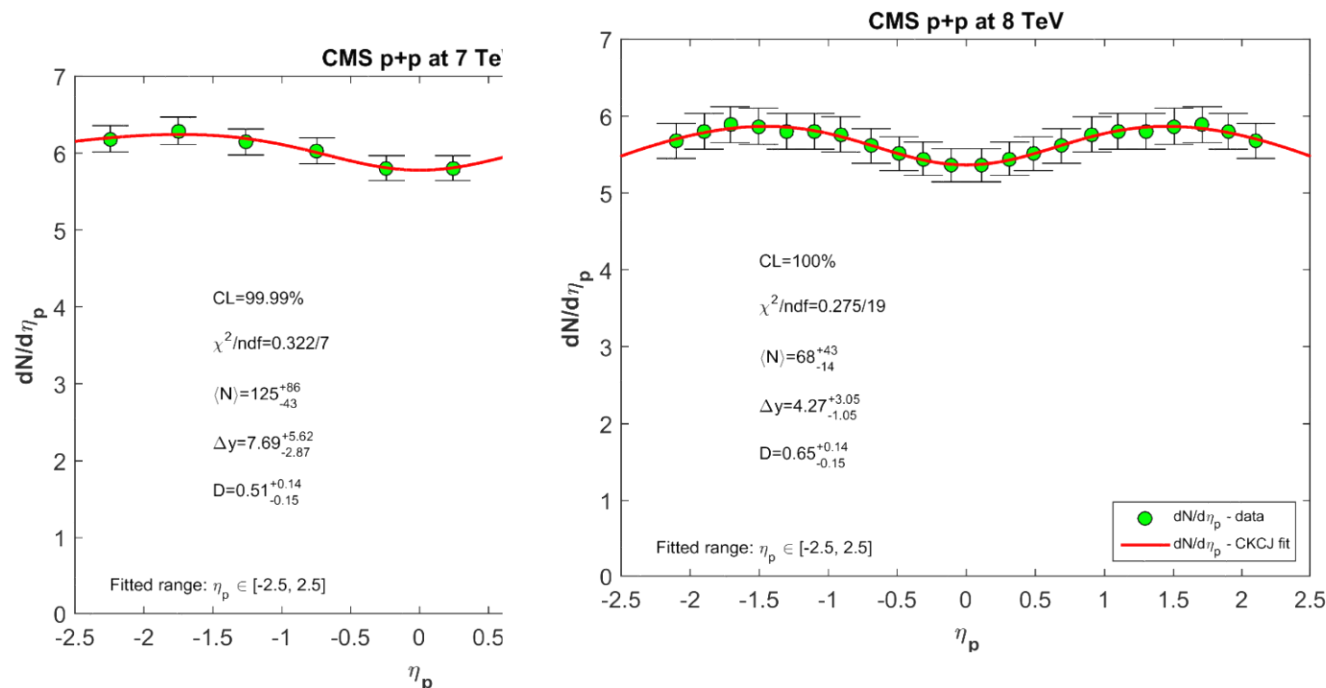 CMS p+p at 7 Te
7
6
5
4
3
2
1
0
dN/dηp
CL=99.99%
χ²/ndf=0.322/7
⟨N⟩=125+86-43
Δy=7.69+5.62-2.87
D=0.51+0.14-0.15
Fitted range: ηp ∈ [-2.5, 2.5]
-2.5 -2 -1.5 -1 -0.5 0 0.5
ηp
CMS p+p at 8 TeV
7
6
5
4
3
2
1
0
dN/dηp
CL=100%
χ²/ndf=0.275/19
⟨N⟩=68+43-14
Δy=4.27+3.05-1.05
D=0.65+0.14-0.15
dN/dηp - data
dN/dηp - CKCJ fit
Fitted range: ηp ∈ [-2.5, 2.5]
-2.5 -2 -1.5 -1 -0.5 0 0.5 1 1.5 2 2.5
ηp